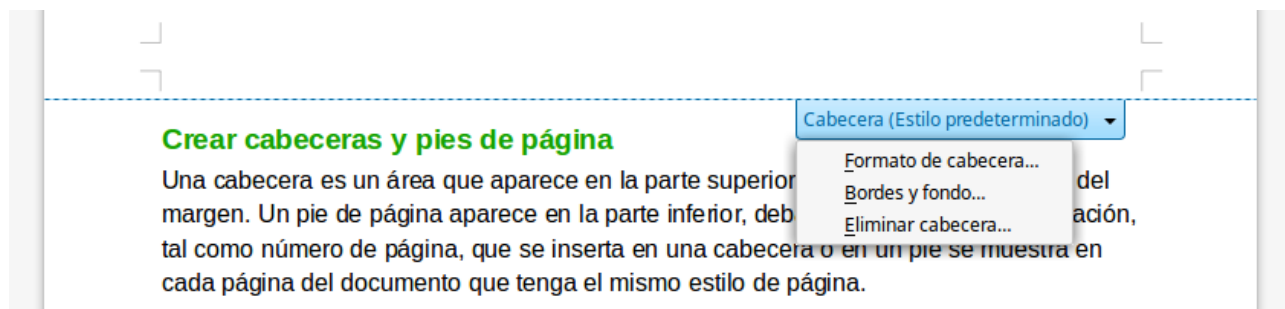 Cabecera (Estilo predeterminado)
Crear cabeceras y pies de página
Formato de cabecera...
Bordes y fondo...
Eliminar cabecera...
Una cabecera es un área que aparece en la parte superior del
margen. Un pie de página aparece en la parte inferior, ación,
tal como número de página, que se inserta en una cabecera o en un pie se muestra en
cada página del documento que tenga el mismo estilo de página.